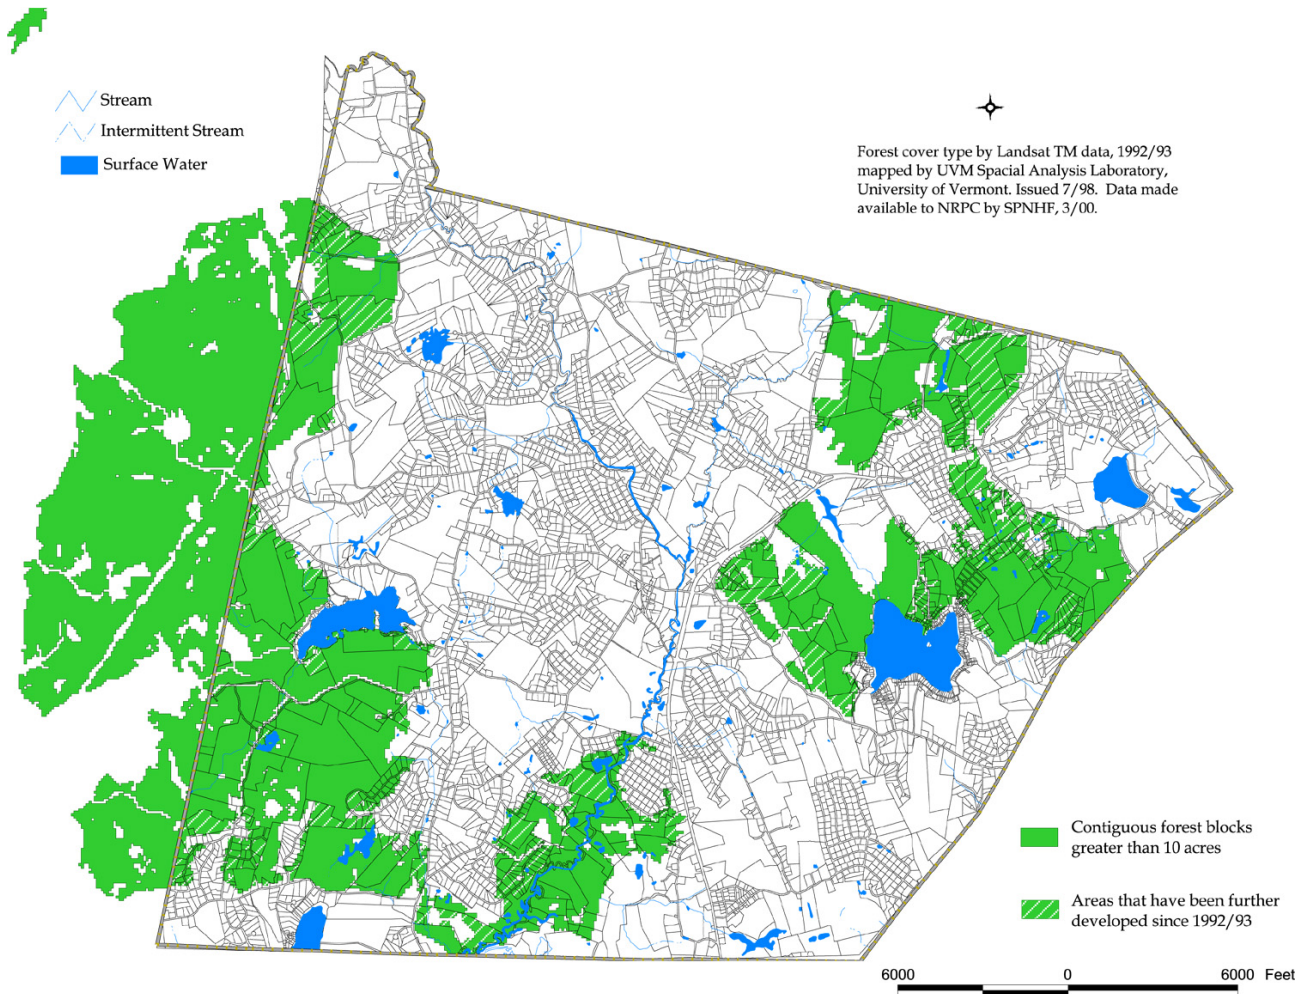 Stream
Intermittent Stream
Surface Water
Forest cover type by Landsat TM data, 1992/93
mapped by UVM Spacial Analysis Laboratory,
University of Vermont. Issued 7/98. Data made
available to NRPC by SPNHF, 3/00.
Contiguous forest blocks
greater than 10 acres
Areas that have been further
developed since 1992/93
6000 0 6000 Feet